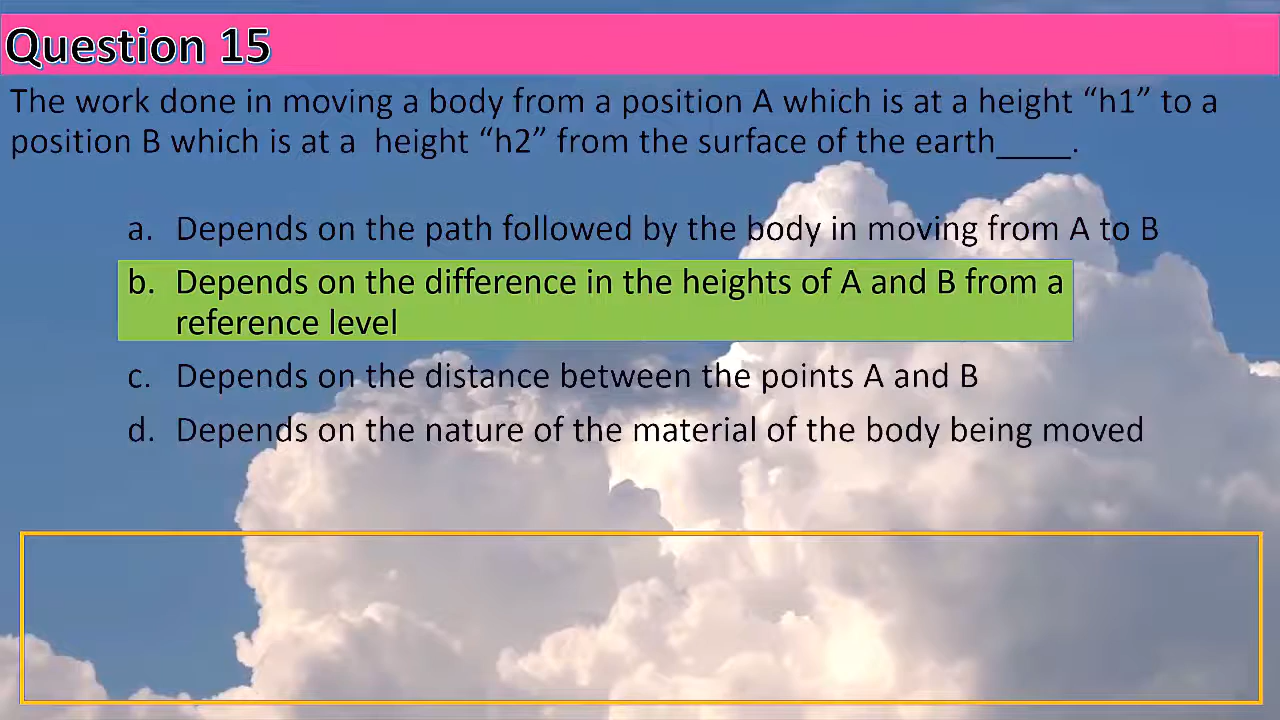 Question 15
The work done in moving a body from a position A which is at a height “h1” to a
position B which is at a height “h2” from the surface of the earth____.
a. Depends on the path followed by the body in moving from A to B
b. Depends on the difference in the heights of A and B from a
reference level
c. Depends on the distance between the points A and B
d. Depends on the nature of the material of the body being moved